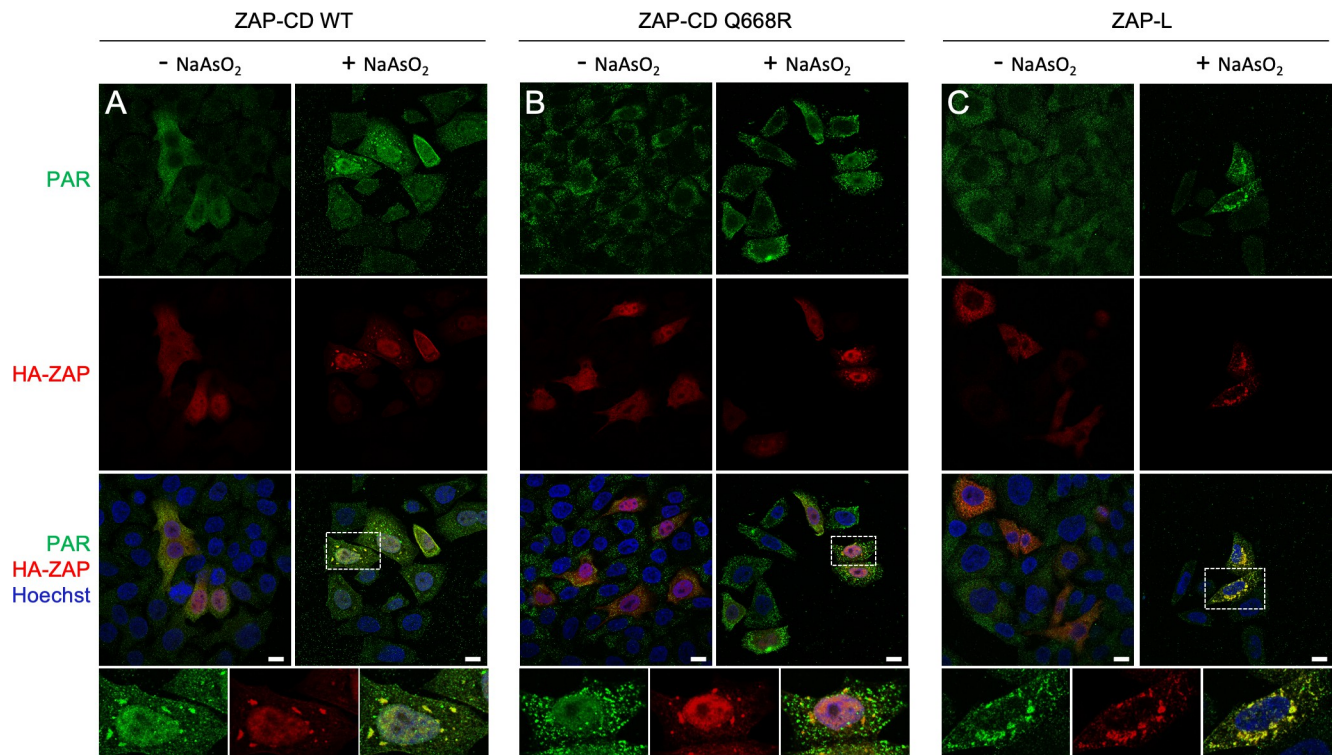 ZAP-CD WT ZAP-CD Q668R ZAP-L
- NaAsO₂ + NaAsO₂ - NaAsO₂ + NaAsO₂ - NaAsO₂ + NaAsO₂
A B C
PAR
HA-ZAP
PAR
HA-ZAP
Hoechst